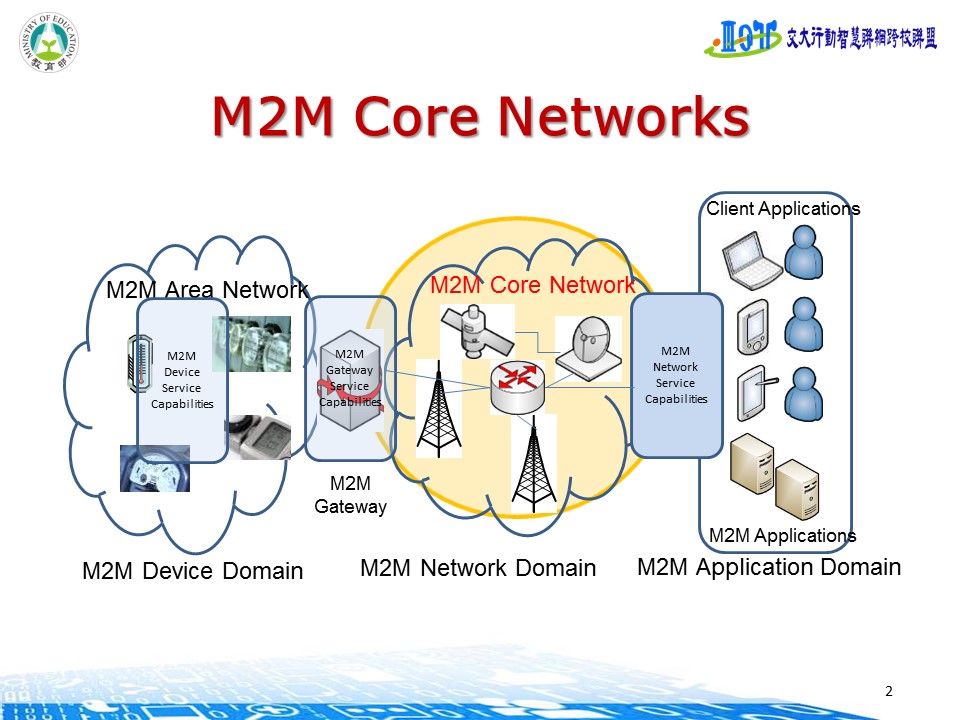 MINISTRY OF EDUCATION
教育部
交大行動智慧聯網跨校聯盟
M2M Core Networks
Client Applications
M2M Area Network
M2M Core Network
M2M
Device
Service
Capabilities
M2M
Gateway
Service
Capabilities
M2M
Network
Service
Capabilities
M2M
Gateway
M2M Applications
M2M Device Domain
M2M Network Domain
M2M Application Domain
2